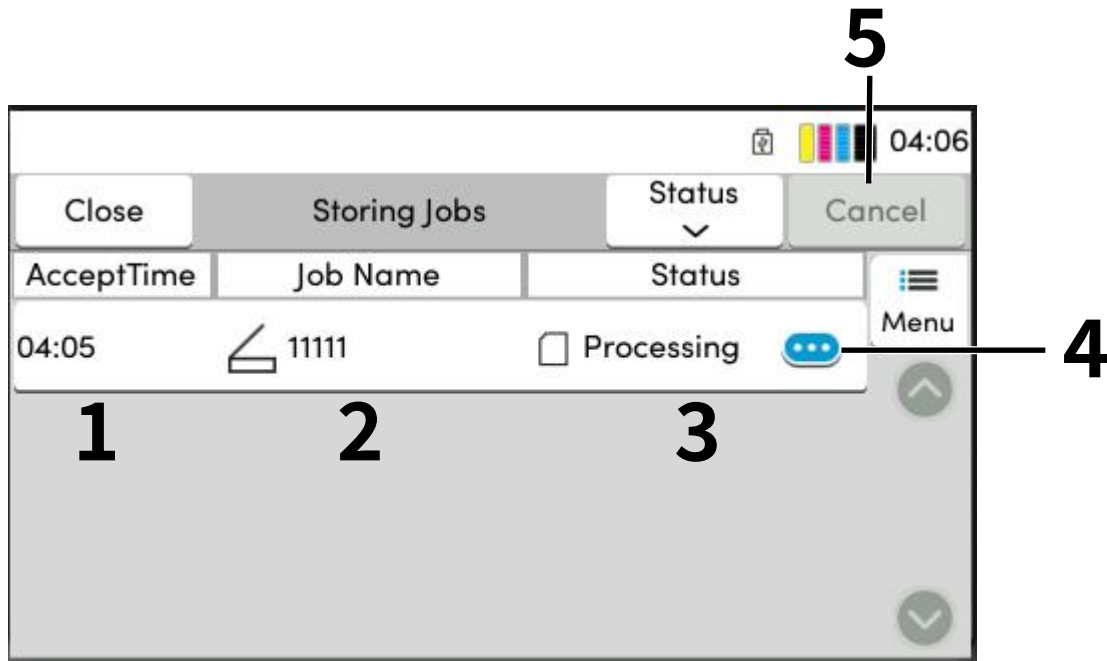 5
04:06
Close
Storing Jobs
Status
Cancel
AcceptTime
Job Name
Status
Menu
04:05
11111
Processing
4
1
2
3